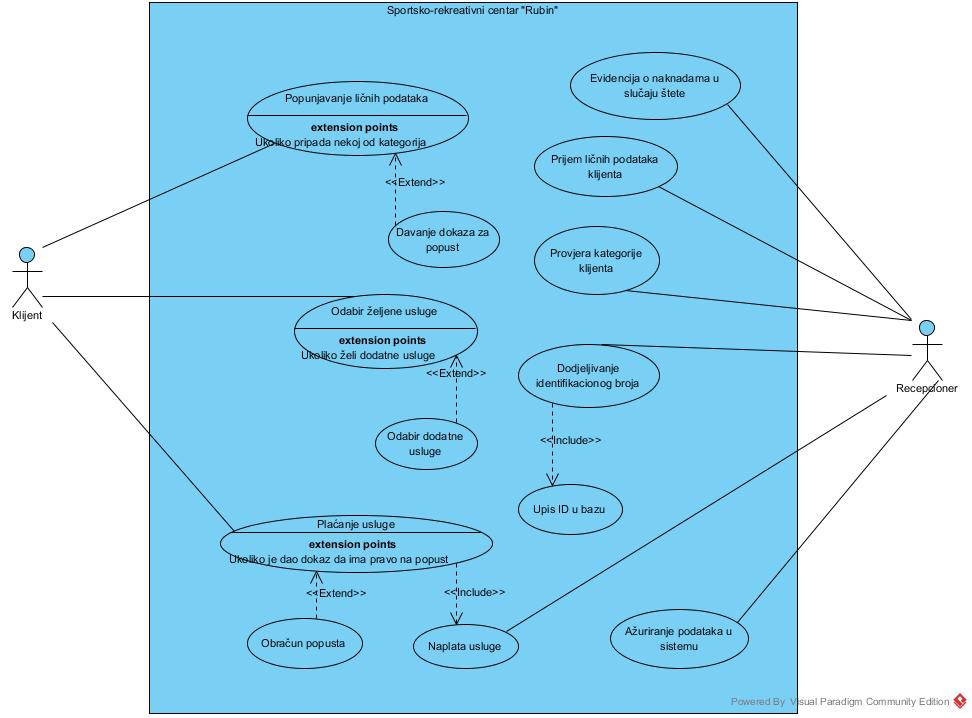 Sportsko-rekreativni centar "Rubin"
Popunjavanje ličnih podataka
extension points
Ukoliko pripada nekoj od kategorija
<<Extend>>
Davanje dokaza za
popust
Evidencija o naknadama u
slučaju štete
Prijem ličnih podataka
klijenta
Provjera kategorije
klijenta
Klijent
Odabir željene usluge
extension points
Ukoliko želi dodatne usluge
<<Extend>>
Odabir dodatne
usluge
Dodjeljivanje
identifikacionog broja
<<Include>>
Upis ID u bazu
Recepcioner
Plaćanje usluge
extension points
Ukoliko je dao dokaz da ima pravo na popust
<<Extend>>
<<Include>>
Obračun popusta
Naplata usluge
Ažuriranje podataka u
sistemu
Powered By Visual Paradigm Community Edition